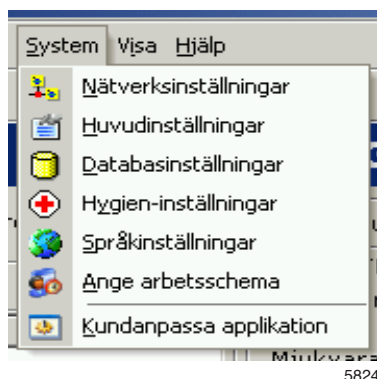 System Visa Hjälp
Nätverksinställningar
Huvudinställningar
Databasinställningar
Hygien-inställningar
Språkinställningar
Ange arbetsschema
Kundanpassa applikation
5824